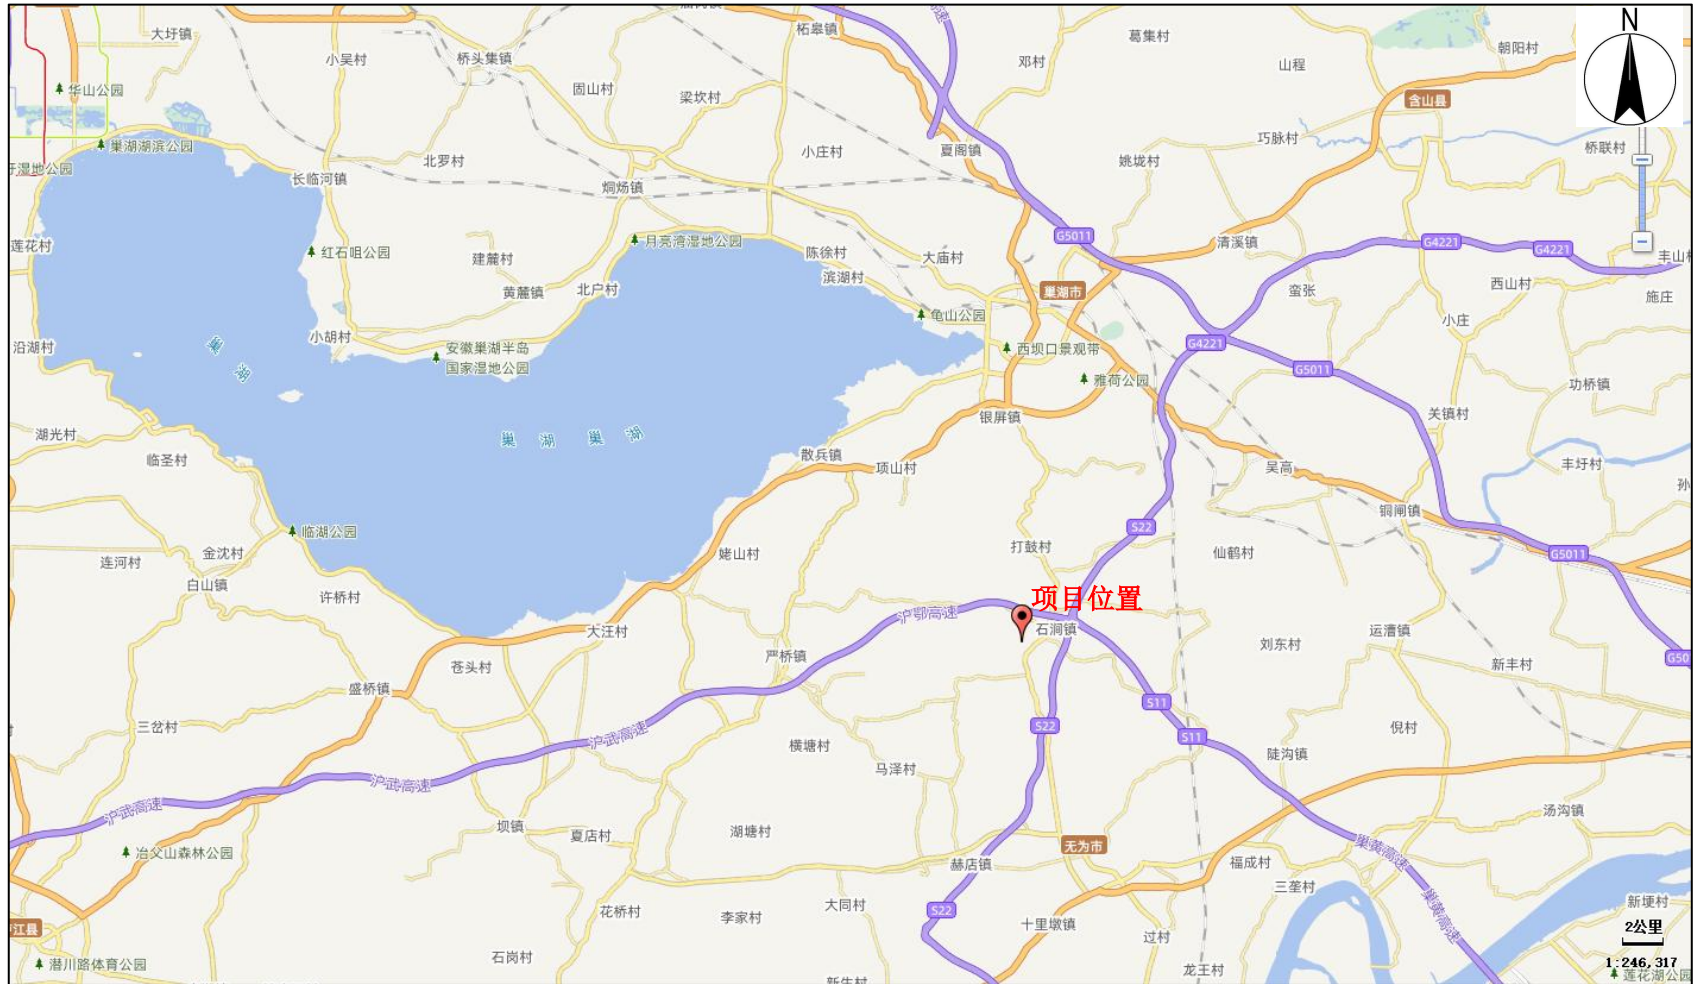 大圩镇
小吴村
桥头集镇
固山村
梁坎村
柘皋镇
邓村
葛集村
山程
朝阳村
N
华山公园
含山县
巢湖湖滨公园
北罗村
小庄村
夏阁镇
姚垅村
巧脉村
桥联村
湿地公园
长临河镇
烔炀镇
莲花村
红石咀公园
建麓村
月亮湾湿地公园
陈徐村
大庙村
G5011
清溪镇
G4221
G4221
滨湖村
黄麓镇
北户村
巢湖市
蛮张
西山村
施庄
龟山公园
小庄
小胡村
沿湖村
巢湖
安徽巢湖半岛
国家湿地公园
西坝口景观带
G4221
G5011
雅荷公园
功桥镇
银屏镇
关镇村
湖光村
巢湖
巢湖
临圣村
散兵镇
项山村
吴高
丰圩村
铜闸镇
临湖公园
S22
金沈村
连河村
姥山村
打鼓村
仙鹤村
G5011
白山镇
许桥村
项目位置
沪鄂高速
大汪村
石涧镇
运漕镇
刘东村
苍头村
严桥镇
新丰村
盛桥镇
S11
三岔村
S22
S11
倪村
沪武高速
横塘村
陡沟镇
马泽村
沪武高速
沪武高速
汤沟镇
坝镇
夏店村
湖塘村
无为市
巢黄高速
冶父山森林公园
赫店镇
福成村
三垄村
新埂村
花桥村
李家村
大同村
S22
十里墩镇
巢黄高速
过村
2公里
石岗村
潜川路体育公园
龙王村
1:246,317
莲花湖公园